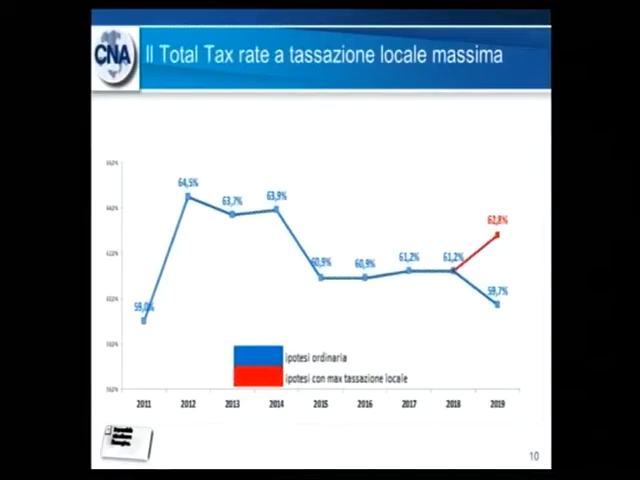 CNA
Il Total Tax rate a tassazione locale massima
64,5%
63,7%
63,9%
62,8%
60,9%
60,9%
61,2%
61,2%
59,0%
59,7%
ipotesi ordinaria
ipotesi con max tassazione locale
2011 2012 2013 2014 2015 2016 2017 2018 2019
10